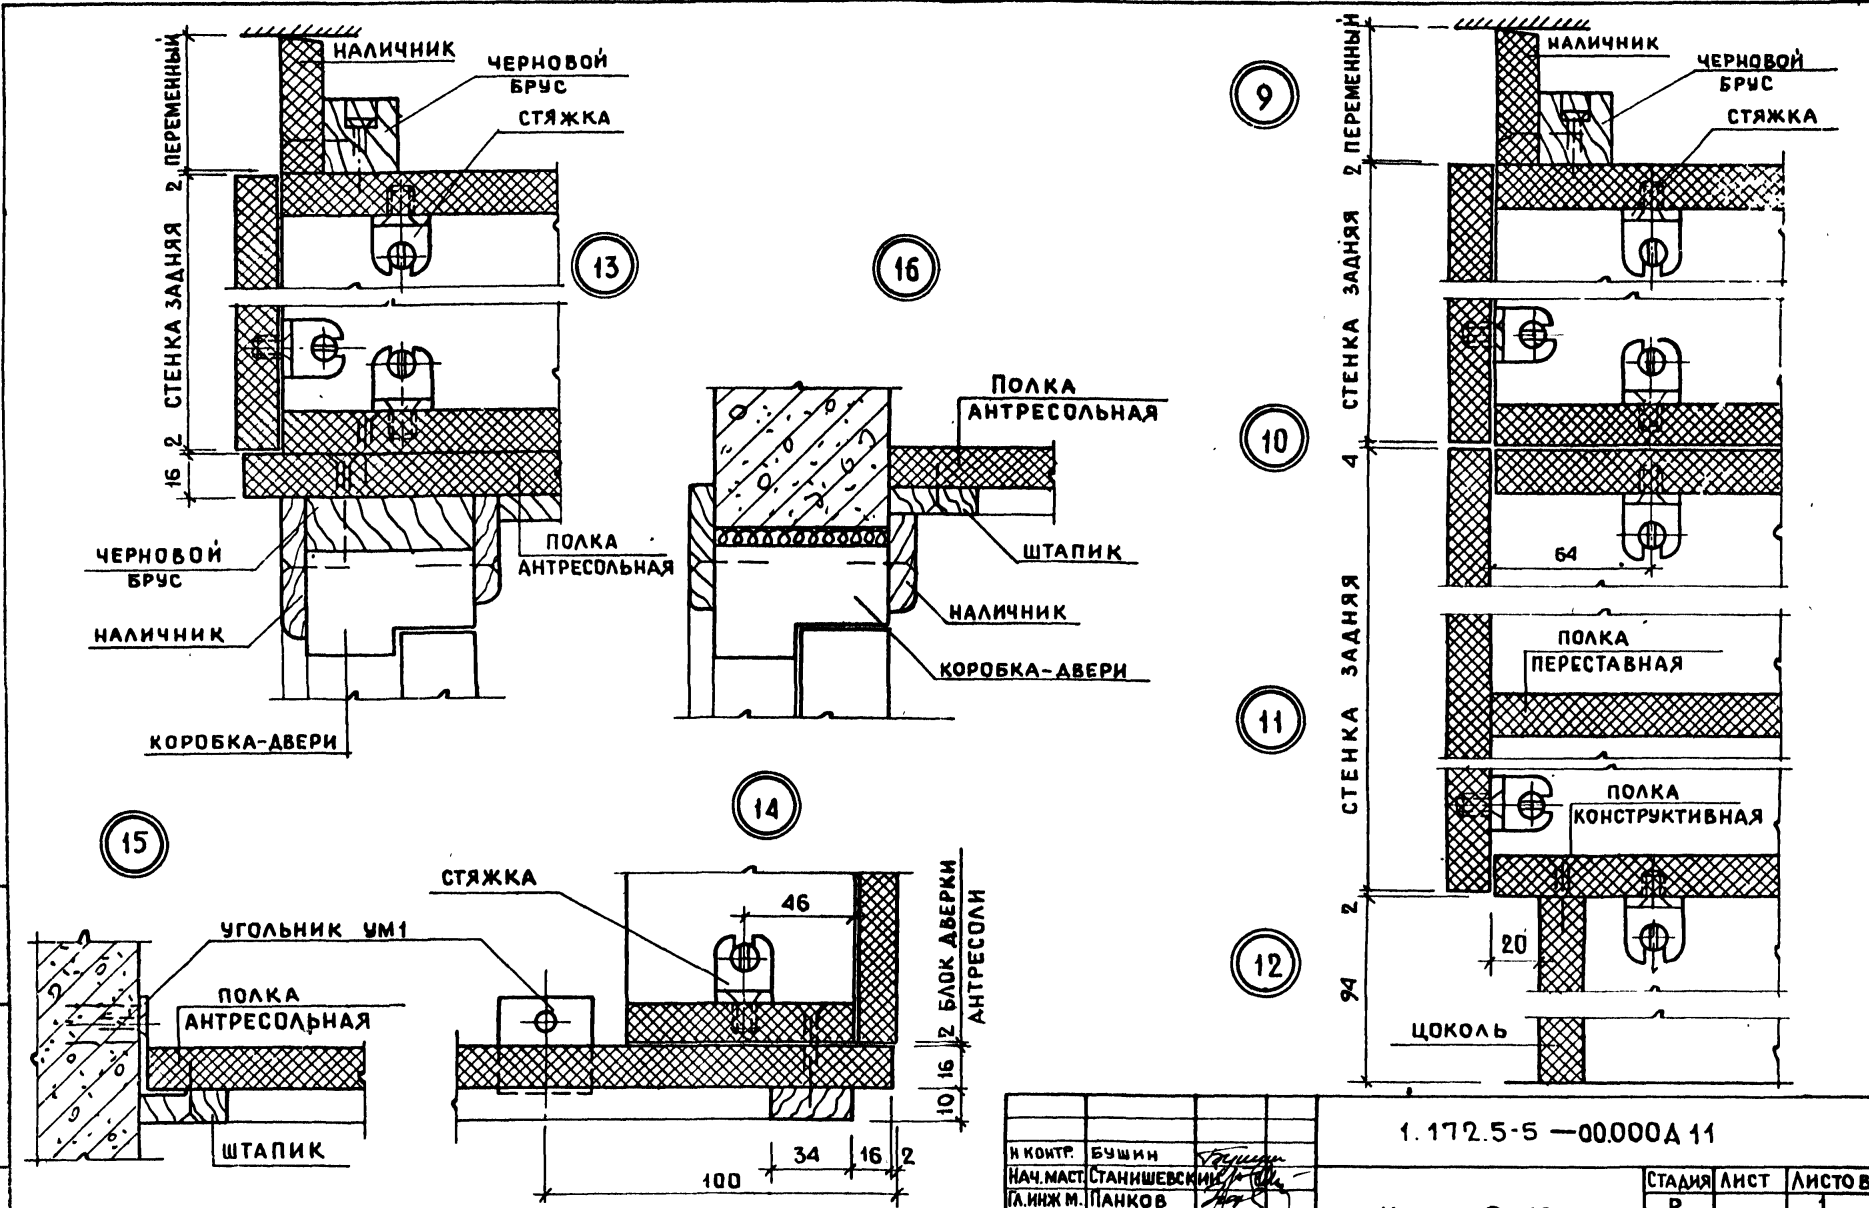 НАЛИЧНИК
ЧЕРНОВОЙ
БРУС
СТЯЖКА
ПЕРЕМЕННЫЙ
2
СТЕНКА ЗАДНЯЯ
2
16
13
ЧЕРНОВОЙ
БРУС
НАЛИЧНИК
КОРОБКА-ДВЕРИ
ПОЛКА
АНТРЕСОЛЬНАЯ
16
ПОЛКА
АНТРЕСОЛЬНАЯ
ШТАПИК
НАЛИЧНИК
КОРОБКА-ДВЕРИ
9
10
11
12
НАЛИЧНИК
ЧЕРНОВОЙ
БРУС
СТЯЖКА
ПЕРЕМЕННЫЙ
2
СТЕНКА ЗАДНЯЯ
4
СТЕНКА ЗАДНЯЯ
2
94
64
ПОЛКА
ПЕРЕСТАВНАЯ
ПОЛКА
КОНСТРУКТИВНАЯ
20
ЦОКОЛЬ
15
УГОЛЬНИК УМ1
ПОЛКА
АНТРЕСОЛЬНАЯ
ШТАПИК
14
СТЯЖКА
46
БЛОК ДВЕРКИ
АНТРЕСОЛИ
2
16
10
34
16
2
100
1.172.5-5 — 00.000Д 11
Н КОНТР. БУШИН
НАЧ. МАСТ. СТАНИШЕВСКИЙ
ГЛ. ИНЖ М. ПАНКОВ
СТАДИЯ ЛИСТ ЛИСТОВ
Р 1